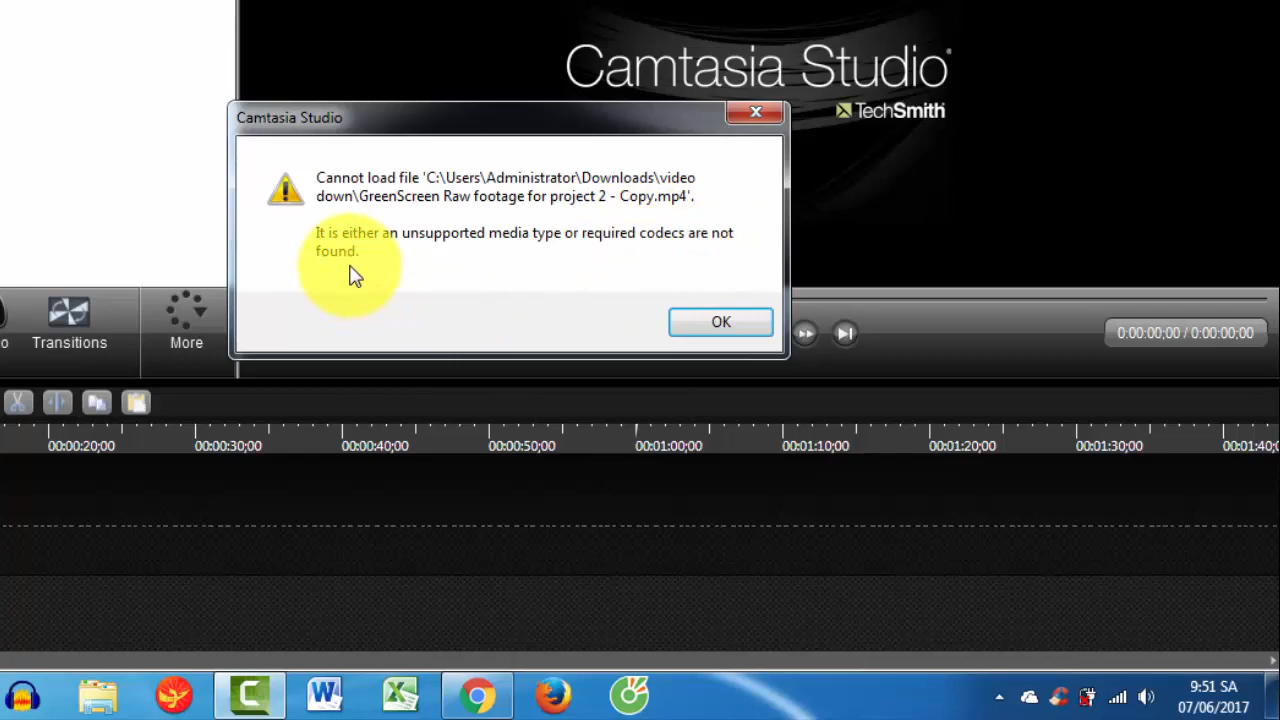 Camtasia Studio®
TechSmith
Camtasia Studio
Cannot load file 'C:\Users\Administrator\Downloads\video
down\GreenScreen Raw footage for project 2 - Copy.mp4'.
It is either an unsupported media type or required codecs are not
found.
OK
o
Transitions
More
0:00:00;00 / 0:00:00;00
00:00:20;00
00:00:30;00
00:00:40;00
00:00:50;00
00:01:00;00
00:01:10;00
00:01:20;00
00:01:30;00
00:01:40;
9:51 SA
07/06/2017